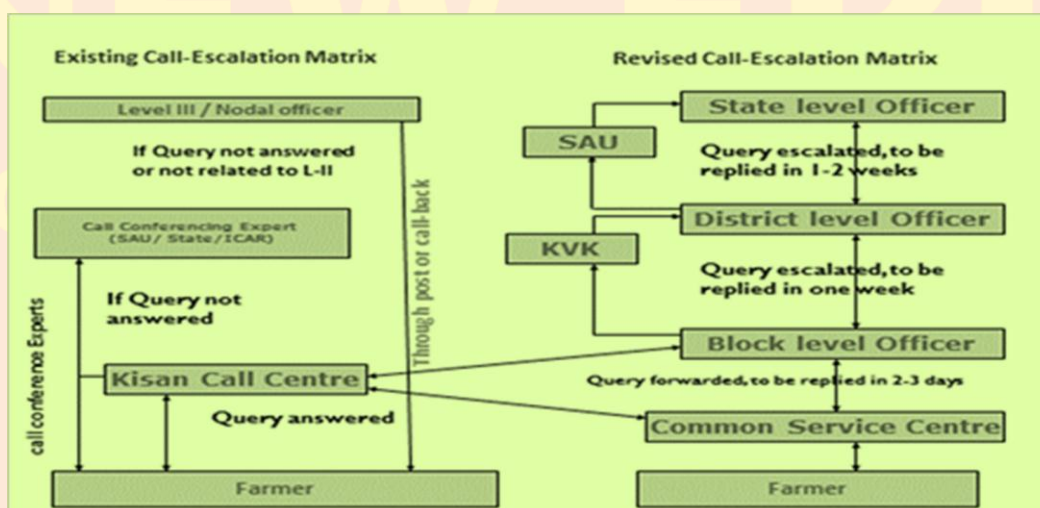 Existing Call-Escalation Matrix
Level III / Nodal officer
If Query not answered
or not related to L-II
Call Conferencing Expert
(SAU/ State/ICAR)
If Query not
answered
call conference Experts
Through post or call-back
Kisan Call Centre
Query answered
Farmer
Revised Call-Escalation Matrix
State level Officer
SAU
Query escalated, to be
replied in 1-2 weeks
District level Officer
KVK
Query escalated, to be
replied in one week
Block level Officer
Query forwarded, to be replied in 2-3 days
Common Service Centre
Farmer